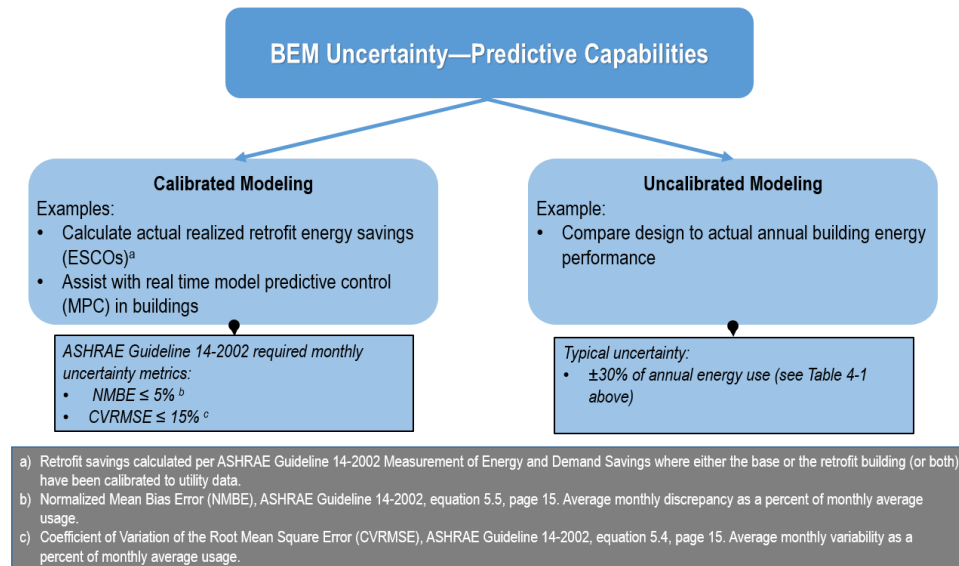 BEM Uncertainty—Predictive Capabilities
Calibrated Modeling
Examples:
• Calculate actual realized retrofit energy savings
(ESCOs)a
• Assist with real time model predictive control
(MPC) in buildings
ASHRAE Guideline 14-2002 required monthly
uncertainty metrics:
• NMBE ≤ 5% b
• CVRMSE ≤ 15% c
Uncalibrated Modeling
Example:
• Compare design to actual annual building energy
performance
Typical uncertainty:
• ±30% of annual energy use (see Table 4-1
above)
a) Retrofit savings calculated per ASHRAE Guideline 14-2002 Measurement of Energy and Demand Savings where either the base or the retrofit building (or both)
have been calibrated to utility data.
b) Normalized Mean Bias Error (NMBE), ASHRAE Guideline 14-2002, equation 5.5, page 15. Average monthly discrepancy as a percent of monthly average
usage.
c) Coefficient of Variation of the Root Mean Square Error (CVRMSE), ASHRAE Guideline 14-2002, equation 5.4, page 15. Average monthly variability as a
percent of monthly average usage.